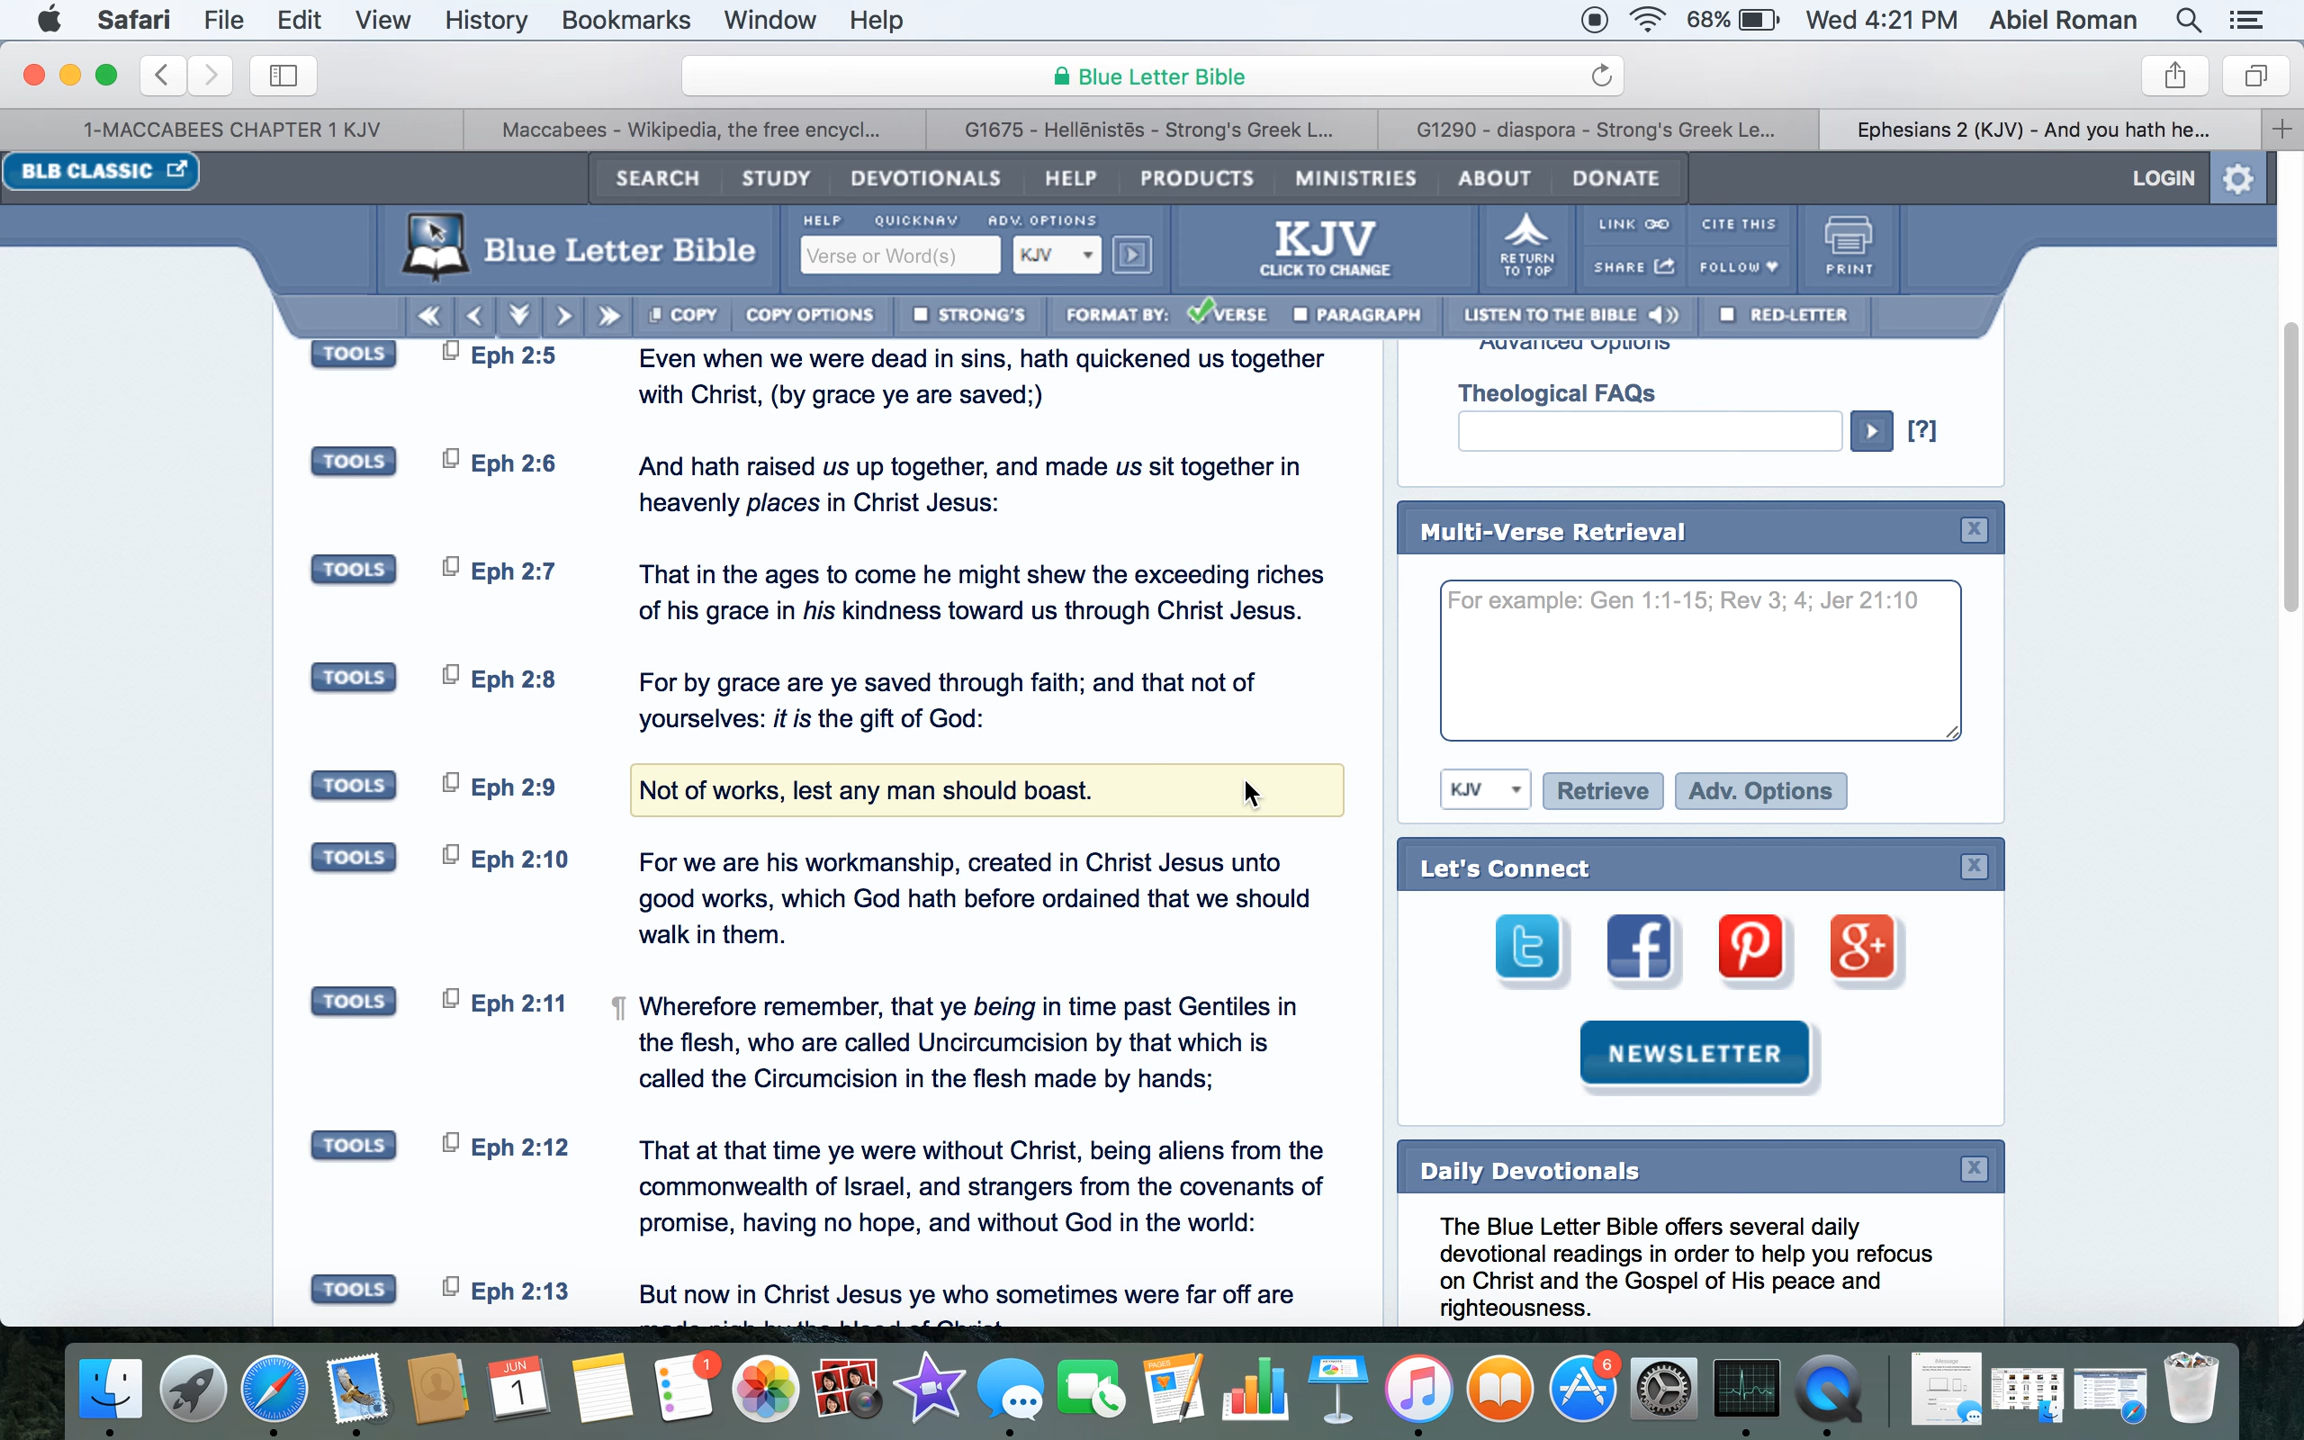 Safari File Edit View History Bookmarks Window Help 68% Wed 4:21 PM Abiel Roman
Blue Letter Bible
1-MACCABEES CHAPTER 1 KJV
Maccabees - Wikipedia, the free encycl...
G1675 - Hellēnistēs - Strong's Greek L...
G1290 - diaspora - Strong's Greek Le...
Ephesians 2 (KJV) - And you hath he...
BLB CLASSIC
SEARCH STUDY DEVOTIONALS HELP PRODUCTS MINISTRIES ABOUT DONATE LOGIN
Blue Letter Bible
HELP QUICKNAV ADV. OPTIONS
Verse or Word(s) KJV
KJV
CLICK TO CHANGE
RETURN
TO TOP
LINK CITE THIS
SHARE FOLLOW
PRINT
COPY COPY OPTIONS STRONG'S FORMAT BY: VERSE PARAGRAPH LISTEN TO THE BIBLE RED-LETTER
TOOLS Eph 2:5 Even when we were dead in sins, hath quickened us together
with Christ, (by grace ye are saved;)
TOOLS Eph 2:6 And hath raised us up together, and made us sit together in
heavenly places in Christ Jesus:
TOOLS Eph 2:7 That in the ages to come he might shew the exceeding riches
of his grace in his kindness toward us through Christ Jesus.
TOOLS Eph 2:8 For by grace are ye saved through faith; and that not of
yourselves: it is the gift of God:
TOOLS Eph 2:9 Not of works, lest any man should boast.
TOOLS Eph 2:10 For we are his workmanship, created in Christ Jesus unto
good works, which God hath before ordained that we should
walk in them.
TOOLS Eph 2:11 ¶ Wherefore remember, that ye being in time past Gentiles in
the flesh, who are called Uncircumcision by that which is
called the Circumcision in the flesh made by hands;
TOOLS Eph 2:12 That at that time ye were without Christ, being aliens from the
commonwealth of Israel, and strangers from the covenants of
promise, having no hope, and without God in the world:
TOOLS Eph 2:13 But now in Christ Jesus ye who sometimes were far off are
made nigh by the blood of Christ.
Advanced Options
Theological FAQs
[?]
Multi-Verse Retrieval
For example: Gen 1:1-15; Rev 3; 4; Jer 21:10
KJV Retrieve Adv. Options
Let's Connect
NEWSLETTER
Daily Devotionals
The Blue Letter Bible offers several daily
devotional readings in order to help you refocus
on Christ and the Gospel of His peace and
righteousness.
JUN
1
1
PAGES
6